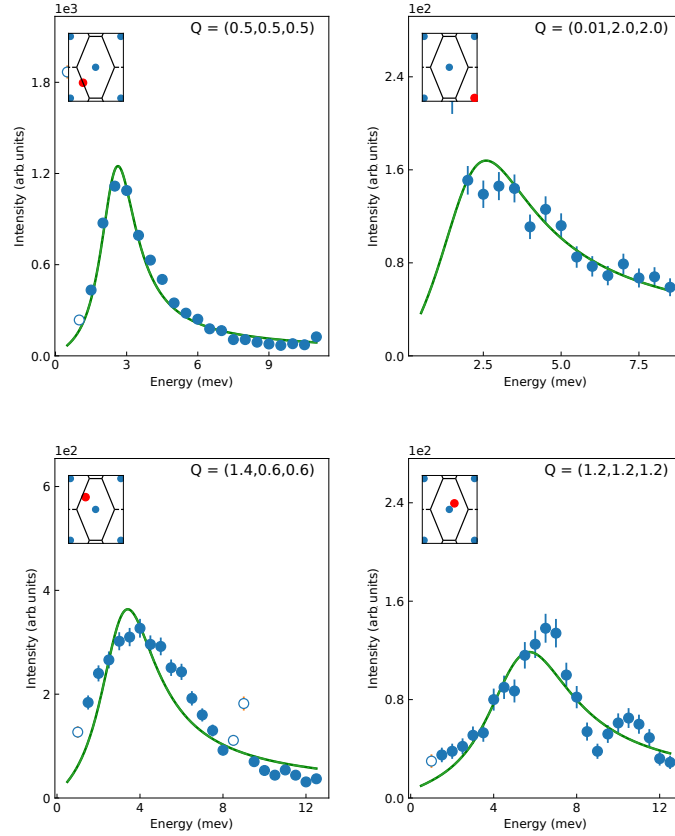 1e3
Q = (0.5,0.5,0.5)
Intensity (arb units)
1.8
1.2
0.6
0.0
0
3
6
9
Energy (mev)
1e2
Q = (0.01,2.0,2.0)
Intensity (arb units)
2.4
1.6
0.8
0.0
2.5
5.0
7.5
Energy (mev)
1e2
Q = (1.4,0.6,0.6)
Intensity (arb units)
6
4
2
0
0
4
8
12
Energy (mev)
1e2
Q = (1.2,1.2,1.2)
Intensity (arb units)
2.4
1.6
0.8
0.0
0
4
8
12
Energy (mev)